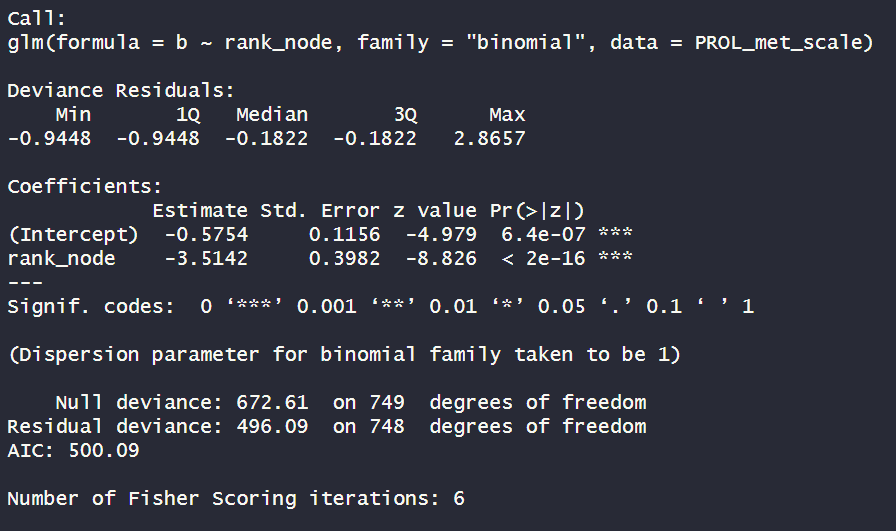 Call:
glm(formula = b ~ rank_node, family = "binomial", data = PROL_met_scale)
Deviance Residuals:
    Min       1Q   Median       3Q      Max
-0.9448  -0.9448  -0.1822  -0.1822   2.8657
Coefficients:
            Estimate Std. Error z value Pr(>|z|)
(Intercept)  -0.5754     0.1156  -4.979  6.4e-07 ***
rank_node    -3.5142     0.3982  -8.826  < 2e-16 ***
---
Signif. codes:  0 ‘***’ 0.001 ‘**’ 0.01 ‘*’ 0.05 ‘.’ 0.1 ‘ ’ 1
(Dispersion parameter for binomial family taken to be 1)
    Null deviance: 672.61  on 749  degrees of freedom
Residual deviance: 496.09  on 748  degrees of freedom
AIC: 500.09
Number of Fisher Scoring iterations: 6